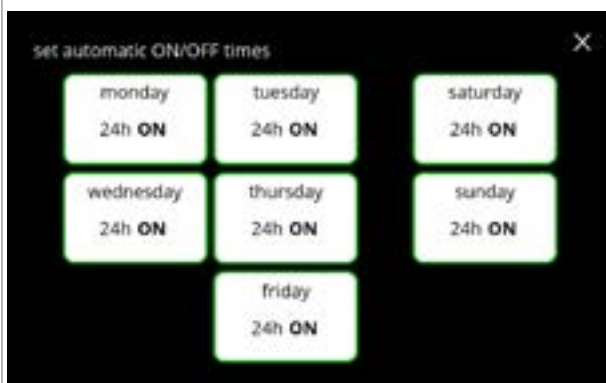 set automatic ON/OFF times
monday
24h ON
tuesday
24h ON
saturday
24h ON
wednesday
24h ON
thursday
24h ON
sunday
24h ON
friday
24h ON